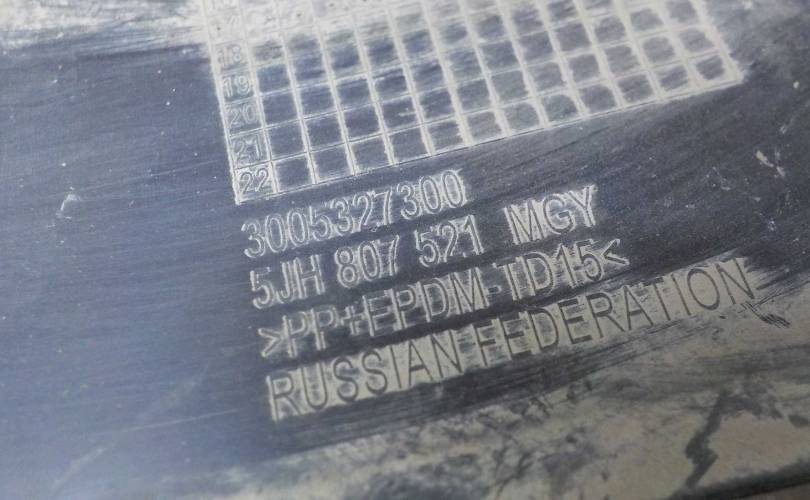 18
19
20
21
22
3005327300
5JH 807 521 MGY
>PP+EPDM-TD15<
RUSSIAN FEDERATION